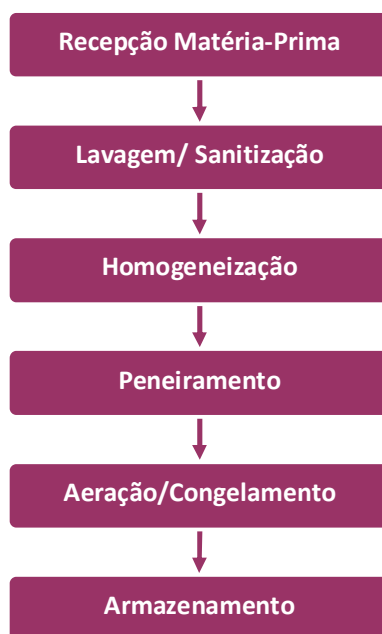 Recepção Matéria-Prima
Lavagem/ Sanitização
Homogeneização
Peneiramento
Aeração/Congelamento
Armazenamento